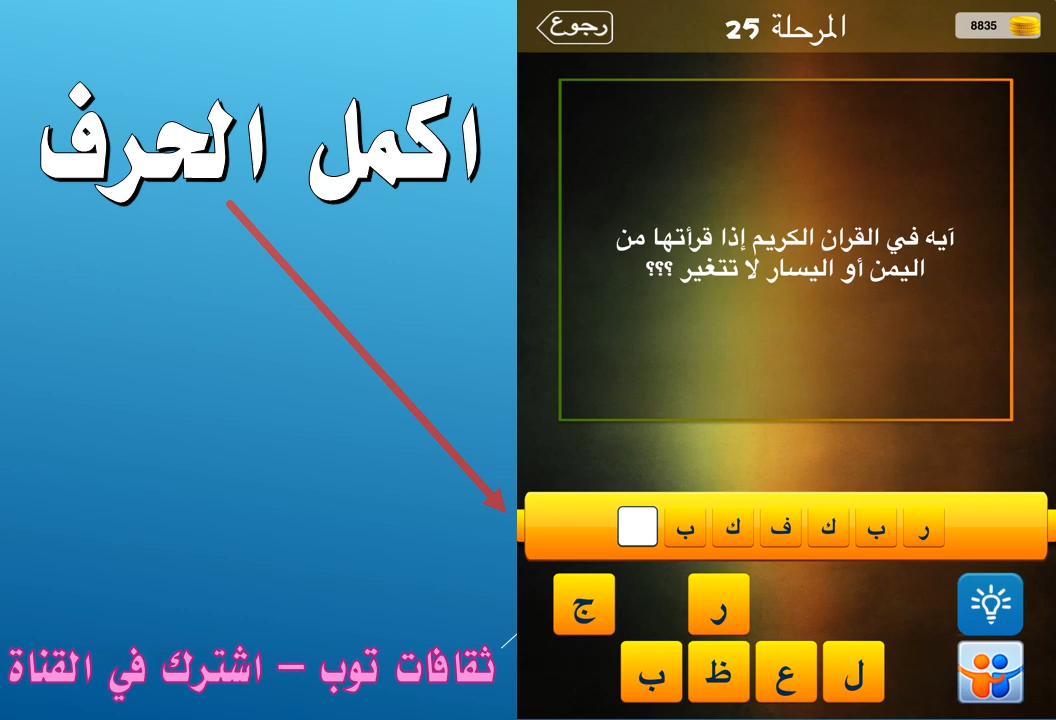 اكمل الحرف
ثقافات توب – اشترك في القناة
رجوع
المرحلة 25
8835
آيه في القران الكريم إذا قرأتها من
اليمن أو اليسار لا تتغير ؟؟؟
ر ب ك ف ك ب
ر ج
ل ع ظ ب